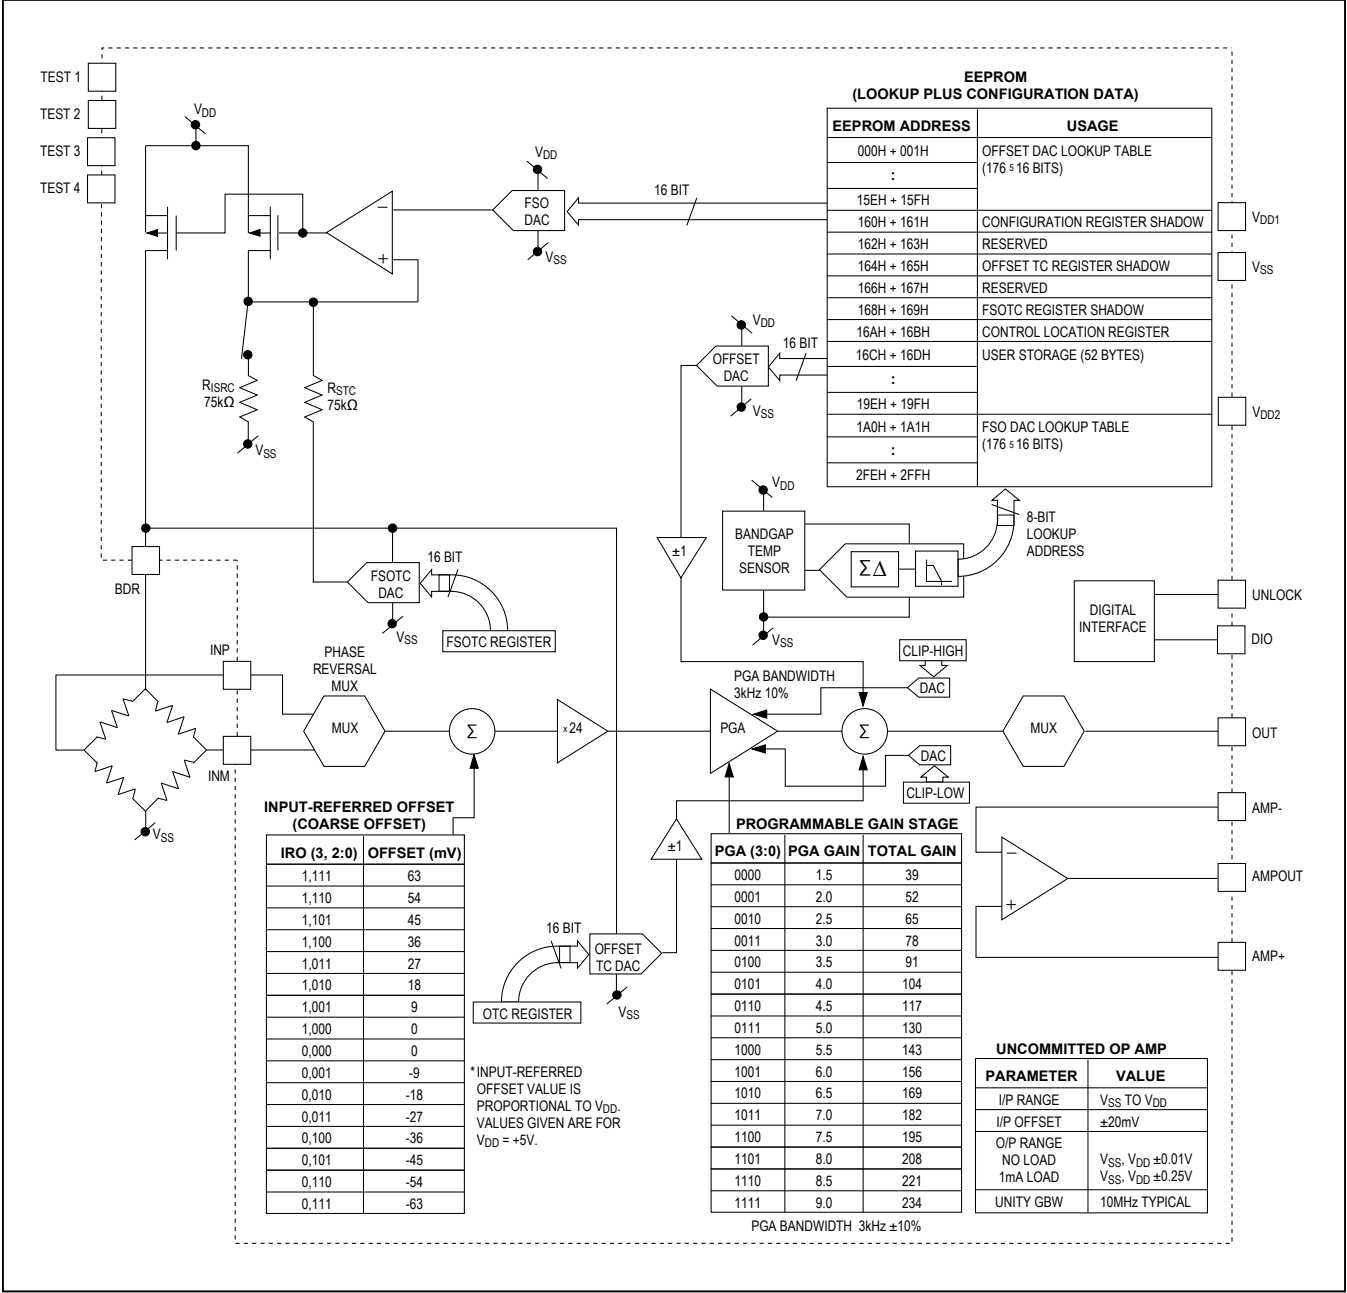 TEST 1
TEST 2
TEST 3
TEST 4
VDD
VDD
FSO
DAC
VSS
16 BIT
−
+
RISRC
75kΩ
VSS
RSTC
75kΩ
EEPROM
(LOOKUP PLUS CONFIGURATION DATA)
EEPROM ADDRESS USAGE
000H + 001H OFFSET DAC LOOKUP TABLE
(176 5 16 BITS)
:
15EH + 15FH
160H + 161H CONFIGURATION REGISTER SHADOW
162H + 163H RESERVED
164H + 165H OFFSET TC REGISTER SHADOW
166H + 167H RESERVED
168H + 169H FSOTC REGISTER SHADOW
16AH + 16BH CONTROL LOCATION REGISTER
16CH + 16DH USER STORAGE (52 BYTES)
:
19EH + 19FH
1A0H + 1A1H FSO DAC LOOKUP TABLE
(176 5 16 BITS)
:
2FEH + 2FFH
VDD1
VSS
VDD2
VDD
OFFSET
DAC
VSS
16 BIT
VDD
BANDGAP
TEMP
SENSOR
VSS
ΣΔ
8-BIT
LOOKUP
ADDRESS
±1
BDR
FSOTC
DAC
VSS
16 BIT
FSOTC REGISTER
DIGITAL
INTERFACE
UNLOCK
DIO
INP
INM
VSS
PHASE
REVERSAL
MUX
MUX
Σ
x 24
PGA BANDWIDTH
3kHz 10%
PGA
CLIP-HIGH
DAC
Σ
DAC
CLIP-LOW
MUX
OUT
AMP-
AMPOUT
AMP+
−
+
INPUT-REFERRED OFFSET
(COARSE OFFSET)
IRO (3, 2:0) OFFSET (mV)
1,111 63
1,110 54
1,101 45
1,100 36
1,011 27
1,010 18
1,001 9
1,000 0
0,000 0
0,001 -9
0,010 -18
0,011 -27
0,100 -36
0,101 -45
0,110 -54
0,111 -63
±1
16 BIT
OFFSET
TC DAC
VSS
OTC REGISTER
*INPUT-REFERRED
OFFSET VALUE IS
PROPORTIONAL TO VDD.
VALUES GIVEN ARE FOR
VDD = +5V.
PROGRAMMABLE GAIN STAGE
PGA (3:0) PGA GAIN TOTAL GAIN
0000 1.5 39
0001 2.0 52
0010 2.5 65
0011 3.0 78
0100 3.5 91
0101 4.0 104
0110 4.5 117
0111 5.0 130
1000 5.5 143
1001 6.0 156
1010 6.5 169
1011 7.0 182
1100 7.5 195
1101 8.0 208
1110 8.5 221
1111 9.0 234
PGA BANDWIDTH 3kHz ±10%
UNCOMMITTED OP AMP
PARAMETER VALUE
I/P RANGE VSS TO VDD
I/P OFFSET ±20mV
O/P RANGE
NO LOAD VSS, VDD ±0.01V
1mA LOAD VSS, VDD ±0.25V
UNITY GBW 10MHz TYPICAL